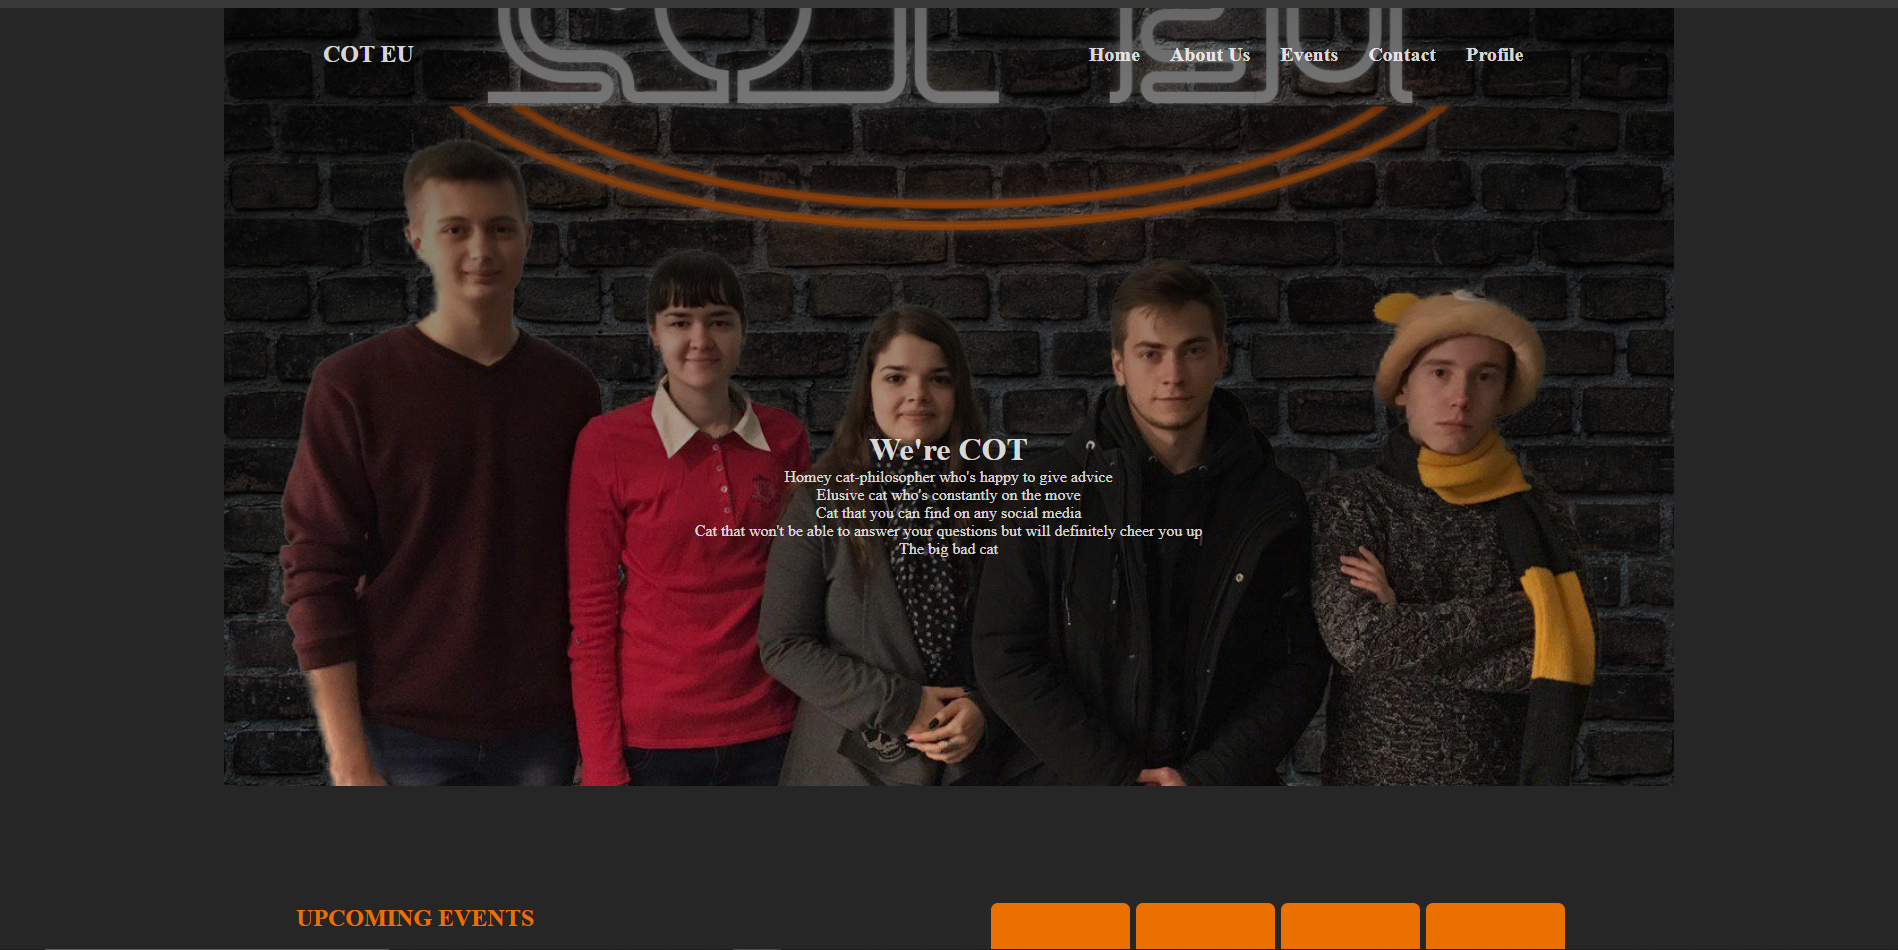 COT EU
Home About Us Events Contact Profile
COT EU
We're COT
Homey cat-philosopher who's happy to give advice
Elusive cat who's constantly on the move
Cat that you can find on any social media
Cat that won't be able to answer your questions but will definitely cheer you up
The big bad cat
UPCOMING EVENTS